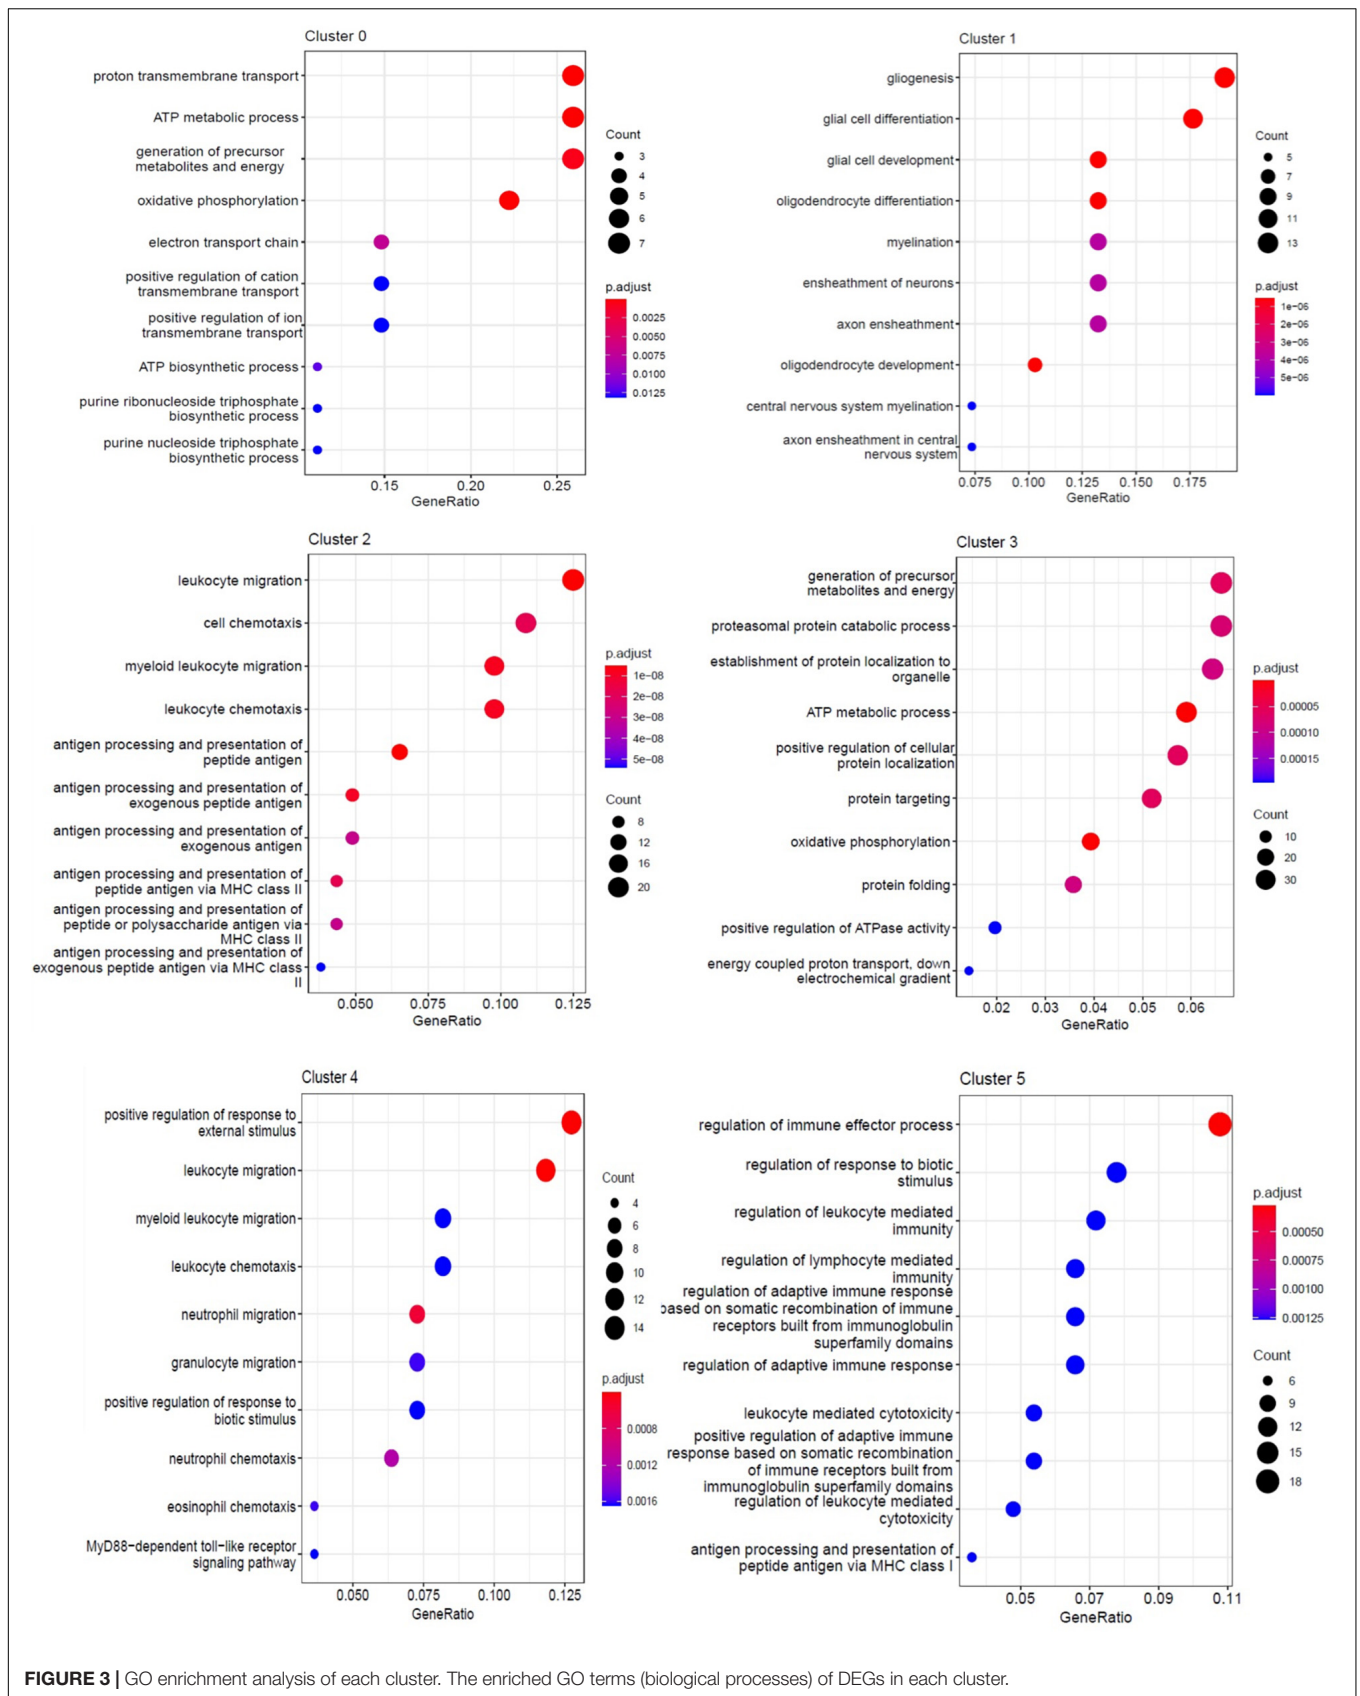 Cluster 0
proton transmembrane transport
ATP metabolic process
generation of precursor
metabolites and energy
oxidative phosphorylation
electron transport chain
positive regulation of cation
transmembrane transport
positive regulation of ion
transmembrane transport
ATP biosynthetic process
purine ribonucleoside triphosphate
biosynthetic process
purine nucleoside triphosphate
biosynthetic process
0.15 0.20 0.25
GeneRatio
Count
3
4
5
6
7
p.adjust
0.0025
0.0050
0.0075
0.0100
0.0125
Cluster 1
gliogenesis
glial cell differentiation
glial cell development
oligodendrocyte differentiation
myelination
ensheathment of neurons
axon ensheathment
oligodendrocyte development
central nervous system myelination
axon ensheathment in central
nervous system
0.075 0.100 0.125 0.150 0.175
GeneRatio
Count
5
7
9
11
13
p.adjust
1e−06
2e−06
3e−06
4e−06
5e−06
Cluster 2
leukocyte migration
cell chemotaxis
myeloid leukocyte migration
leukocyte chemotaxis
antigen processing and presentation of
peptide antigen
antigen processing and presentation of
exogenous peptide antigen
antigen processing and presentation of
exogenous antigen
antigen processing and presentation of
peptide antigen via MHC class II
antigen processing and presentation of
peptide or polysaccharide antigen via
MHC class II
antigen processing and presentation of
exogenous peptide antigen via MHC class
II
0.050 0.075 0.100 0.125
GeneRatio
p.adjust
1e−08
2e−08
3e−08
4e−08
5e−08
Count
8
12
16
20
Cluster 3
generation of precursor
metabolites and energy
proteasomal protein catabolic process
establishment of protein localization to
organelle
ATP metabolic process
positive regulation of cellular
protein localization
protein targeting
oxidative phosphorylation
protein folding
positive regulation of ATPase activity
energy coupled proton transport, down
electrochemical gradient
0.02 0.03 0.04 0.05 0.06
GeneRatio
p.adjust
0.00005
0.00010
0.00015
Count
10
20
30
Cluster 4
positive regulation of response to
external stimulus
leukocyte migration
myeloid leukocyte migration
leukocyte chemotaxis
neutrophil migration
granulocyte migration
positive regulation of response to
biotic stimulus
neutrophil chemotaxis
eosinophil chemotaxis
MyD88−dependent toll−like receptor
signaling pathway
0.050 0.075 0.100 0.125
GeneRatio
Count
4
6
8
10
12
14
p.adjust
0.0008
0.0012
0.0016
Cluster 5
regulation of immune effector process
regulation of response to biotic
stimulus
regulation of leukocyte mediated
immunity
regulation of lymphocyte mediated
immunity
regulation of adaptive immune response
based on somatic recombination of immune
receptors built from immunoglobulin
superfamily domains
regulation of adaptive immune response
leukocyte mediated cytotoxicity
positive regulation of adaptive immune
response based on somatic recombination
of immune receptors built from
immunoglobulin superfamily domains
regulation of leukocyte mediated
cytotoxicity
antigen processing and presentation of
peptide antigen via MHC class I
0.05 0.07 0.09 0.11
GeneRatio
p.adjust
0.00050
0.00075
0.00100
0.00125
Count
6
9
12
15
18
FIGURE 3 | GO enrichment analysis of each cluster. The enriched GO terms (biological processes) of DEGs in each cluster.